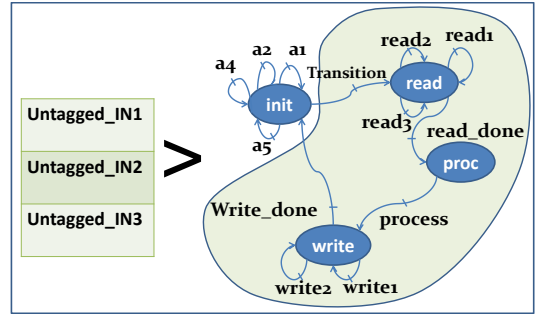 Untagged_IN1
Untagged_IN2
Untagged_IN3
>
a4
a2
a1
init
a5
Transition
read2
read1
read
read3
read_done
proc
process
Write_done
write
write2
write1